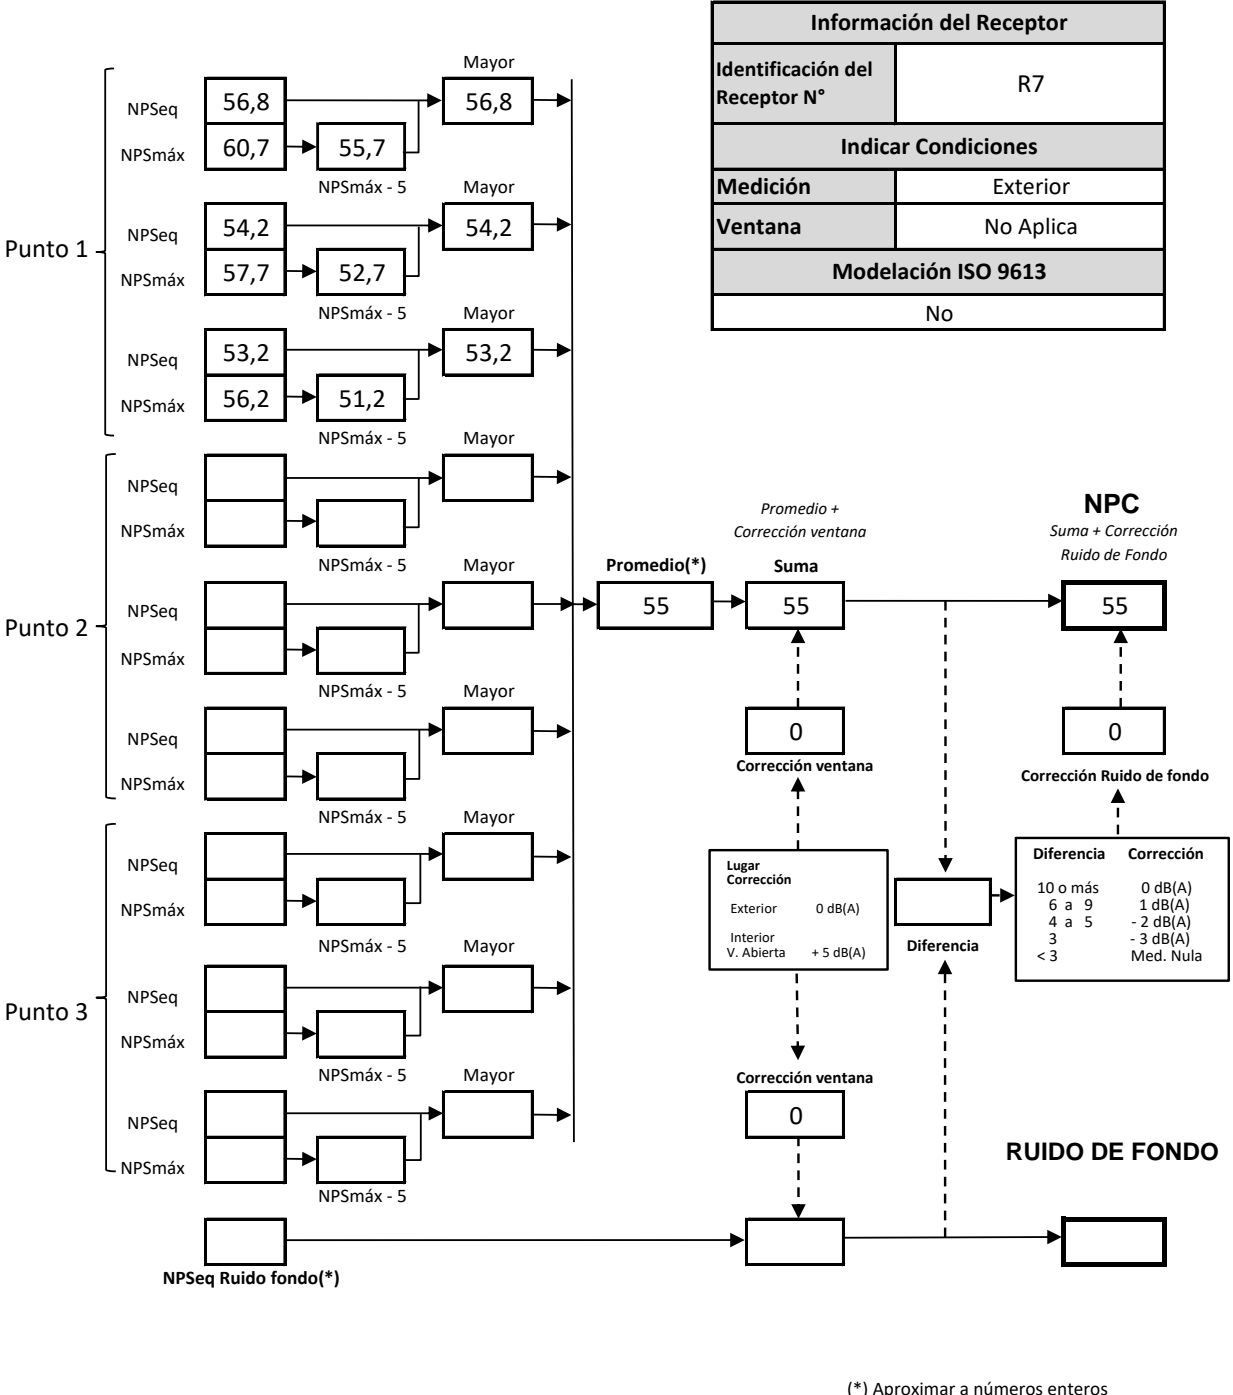 Información del Receptor
Identificación del
Receptor N°
R7
Indicar Condiciones
Medición
Exterior
Ventana
No Aplica
Modelación ISO 9613
No
Punto 1
Mayor
NPSeq
56,8
56,8
NPSmáx
60,7
55,7
NPSmáx - 5
Mayor
NPSeq
54,2
54,2
NPSmáx
57,7
52,7
NPSmáx - 5
Mayor
NPSeq
53,2
53,2
NPSmáx
56,2
51,2
NPSmáx - 5
Punto 2
Mayor
NPSeq
NPSmáx
NPSmáx - 5
Mayor
NPSeq
NPSmáx
NPSmáx - 5
Mayor
NPSeq
NPSmáx
NPSmáx - 5
Punto 3
Mayor
NPSeq
NPSmáx
NPSmáx - 5
Mayor
NPSeq
NPSmáx
NPSmáx - 5
Mayor
NPSeq
NPSmáx
NPSmáx - 5
NPSeq Ruido fondo(*)
Promedio(*)
55
Promedio +
Corrección ventana
Suma
55
0
Corrección ventana
Lugar
Corrección
Exterior 0 dB(A)
Interior
V. Abierta + 5 dB(A)
Corrección ventana
0
Diferencia
NPC
Suma + Corrección
Ruido de Fondo
55
0
Corrección Ruido de fondo
Diferencia Corrección
10 o más 0 dB(A)
6 a 9 1 dB(A)
4 a 5 - 2 dB(A)
3 - 3 dB(A)
< 3 Med. Nula
RUIDO DE FONDO
(*) Aproximar a números enteros